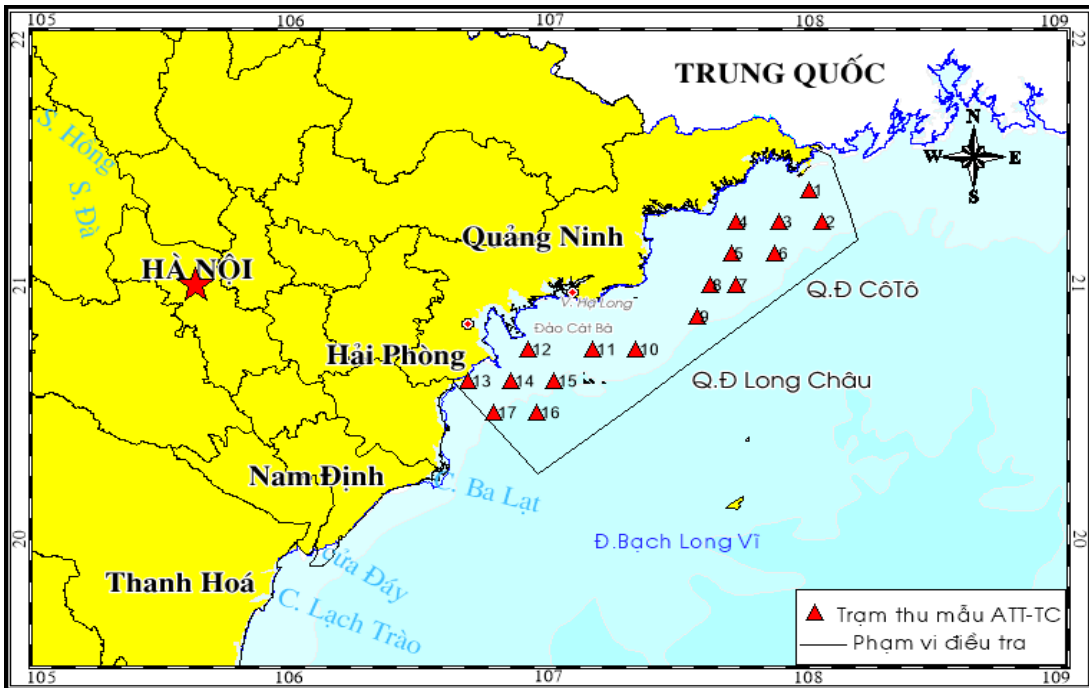 105 106 107 108 109
22 22
TRUNG QUỐC
N
W E
S
S. Hồng
S. Đà
1
4 3 2
Quảng Ninh
5 6
HÀ NỘI
21 21
8 7
Q.Đ CôTô
V. Hạ Long
9
Đảo Cát Bà
Hải Phòng
12 11 10
13 14 15
Q.Đ Long Châu
17 16
Nam Định
C. Ba Lạt
20 20
Đ.Bạch Long Vĩ
cửa Đáy
Thanh Hoá
C. Lạch Trào
Trạm thu mẫu ATT-TC
Phạm vi điều tra
105 106 107 108 109